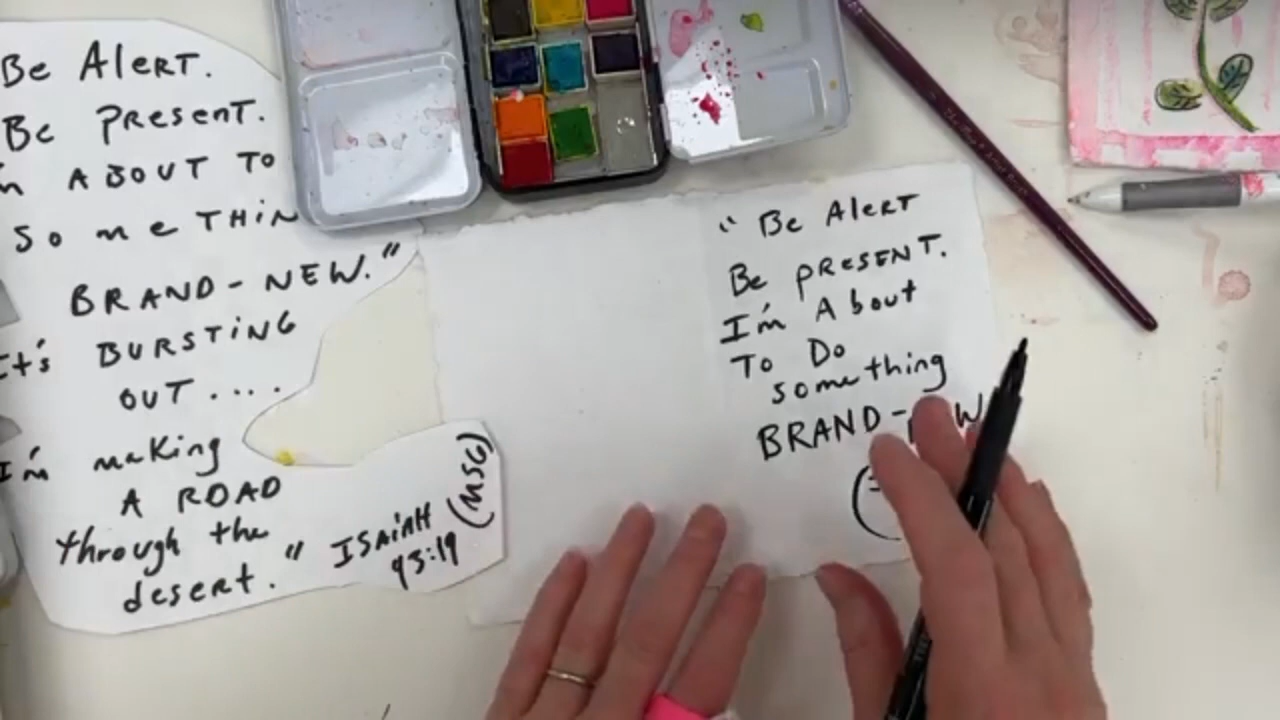 Be Alert.
Be present.
m About To
SomeTHiN
BRAND-NEW."
It's BURSTING
OUT....
I'm making
A ROAD
through the
desert." ISAiAH
43:19
(MSG)
"Be Alert
Be PRESENT.
I'm About
To Do
something
BRAND-